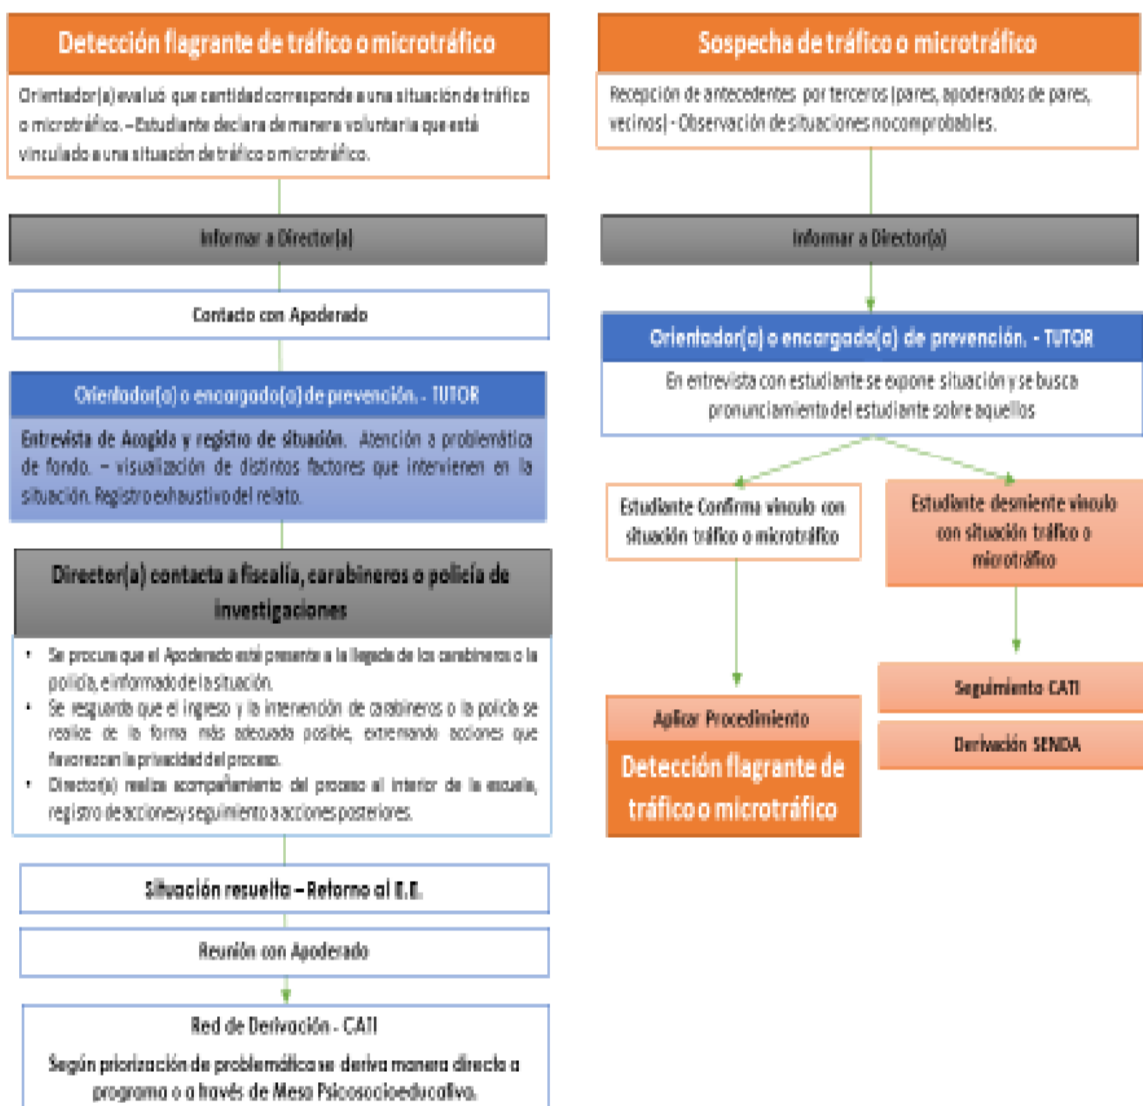 Detección flagrante de tráfico o microtráfico
Orientador(a) evaluó que cantidad corresponde a una situación de tráfico
o microtráfico. – Estudiante declara de manera voluntaria que está
vinculado a una situación de tráfico o microtráfico.
Informar a Director(a)
Contacto con Apoderado
Orientador(a) o encargado(a) de prevención. - TUTOR
Entrevista de Acogida y registro de situación. Atención a problemática
de fondo. – visualización de distintos factores que intervienen en la
situación. Registro exhaustivo del relato.
Director(a) contacta a fiscalía, carabineros o policía de
investigaciones
• Se procura que el Apoderado esté presente a la llegada de los carabineros o la
policía, e informado de la situación.
• Se resguarda que el ingreso y la intervención de carabineros o la policía se
realice de la forma más adecuada posible, extremando acciones que
favorezcan la privacidad del proceso.
• Director(a) realiza acompañamiento del proceso al interior de la escuela,
registro de acciones y seguimiento a acciones posteriores.
Situación resuelta – Retorno al E.E.
Reunión con Apoderado
Red de Derivación - CATI
Según priorización de problemática se deriva manera directa a
programa o a través de Mesa Psicosocioeducativa.
Sospecha de tráfico o microtráfico
Recepción de antecedentes por terceros (pares, apoderados de pares,
vecinos) - Observación de situaciones no comprobables.
Informar a Director(a)
Orientador(a) o encargado(a) de prevención. - TUTOR
En entrevista con estudiante se expone situación y se busca
pronunciamiento del estudiante sobre aquellos
Estudiante Confirma vínculo con
situación tráfico o microtráfico
Aplicar Procedimiento
Detección flagrante de
tráfico o microtráfico
Estudiante desmiente vínculo
con situación tráfico o
microtráfico
Seguimiento CATI
Derivación SENDA